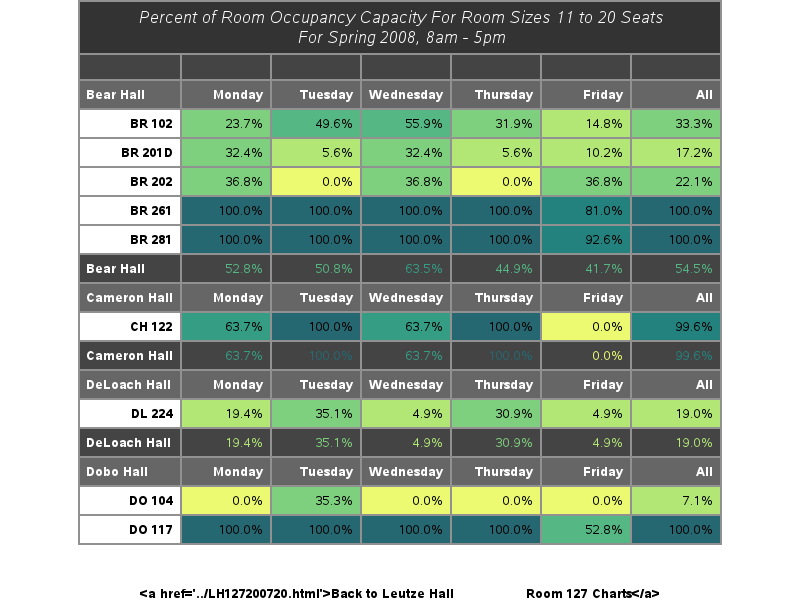 Percent of Room Occupancy Capacity For Room Sizes 11 to 20 Seats
For Spring 2008, 8am - 5pm
Bear Hall Monday Tuesday Wednesday Thursday Friday All
BR 102 23.7% 49.6% 55.9% 31.9% 14.8% 33.3%
BR 201D 32.4% 5.6% 32.4% 5.6% 10.2% 17.2%
BR 202 36.8% 0.0% 36.8% 0.0% 36.8% 22.1%
BR 261 100.0% 100.0% 100.0% 100.0% 81.0% 100.0%
BR 281 100.0% 100.0% 100.0% 100.0% 92.6% 100.0%
Bear Hall 52.8% 50.8% 63.5% 44.9% 41.7% 54.5%
Cameron Hall Monday Tuesday Wednesday Thursday Friday All
CH 122 63.7% 100.0% 63.7% 100.0% 0.0% 99.6%
Cameron Hall 63.7% 100.0% 63.7% 100.0% 0.0% 99.6%
DeLoach Hall Monday Tuesday Wednesday Thursday Friday All
DL 224 19.4% 35.1% 4.9% 30.9% 4.9% 19.0%
DeLoach Hall 19.4% 35.1% 4.9% 30.9% 4.9% 19.0%
Dobo Hall Monday Tuesday Wednesday Thursday Friday All
DO 104 0.0% 35.3% 0.0% 0.0% 0.0% 7.1%
DO 117 100.0% 100.0% 100.0% 100.0% 52.8% 100.0%
<a href='../LH127200720.html'>Back to Leutze Hall Room 127 Charts</a>